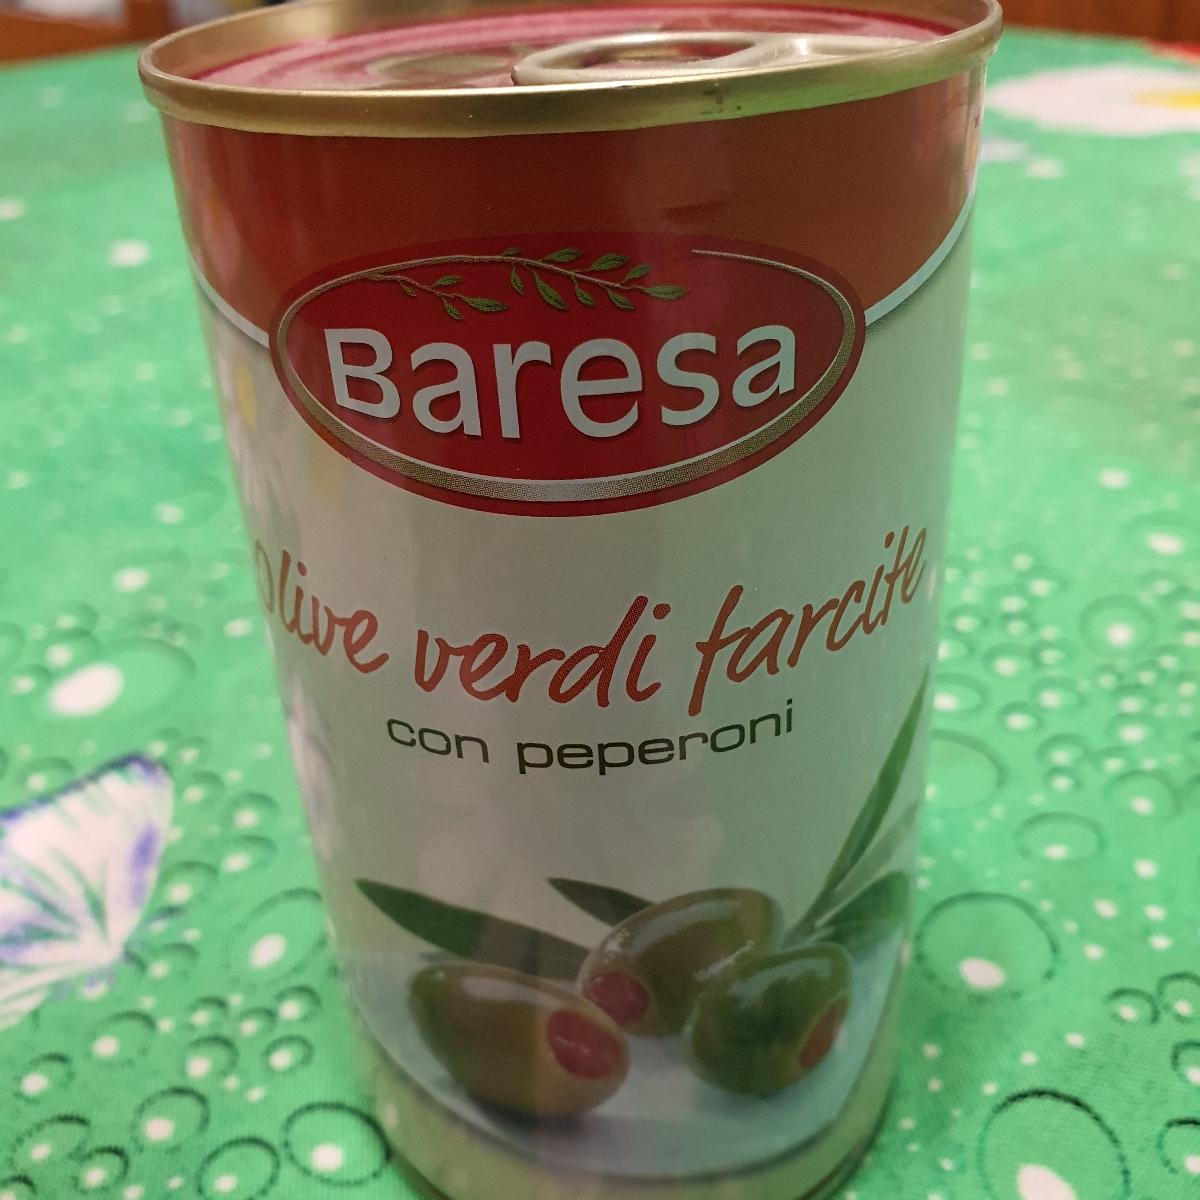 Baresa
olive verdi farcite
con peperoni